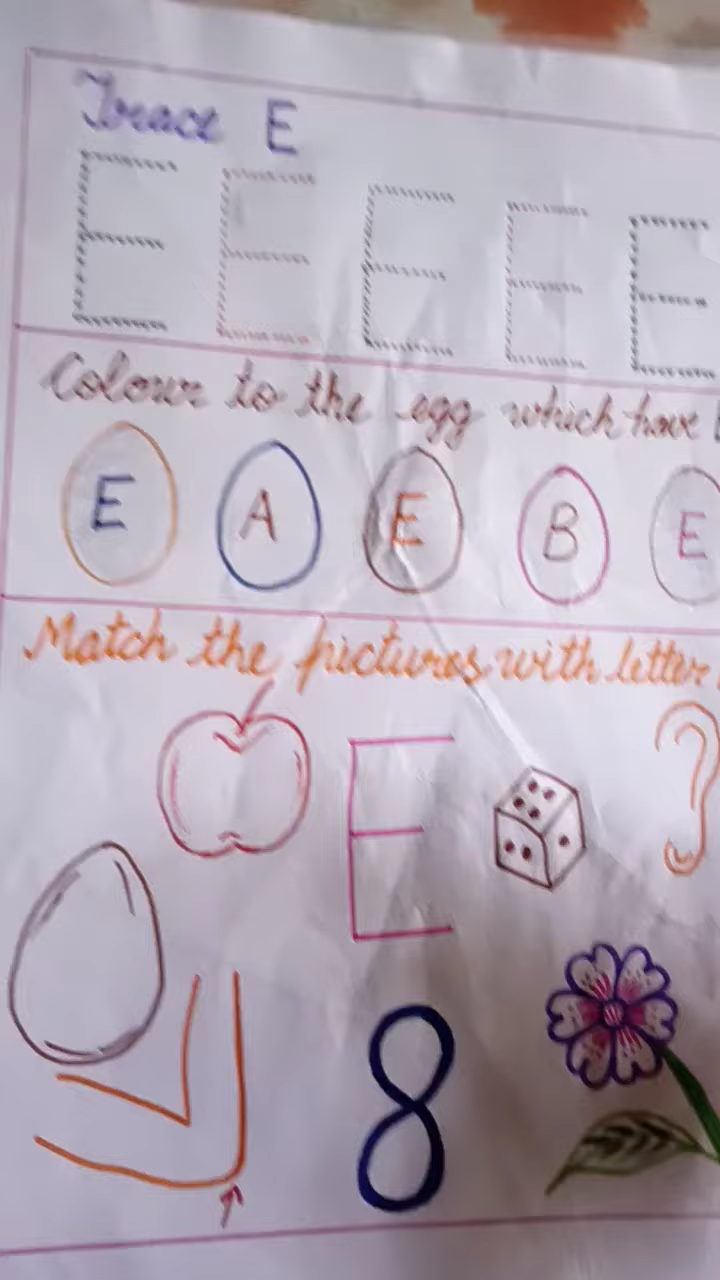 Trace E
E E E E E
Colour to the egg which have
E A E B E
Match the pictures with letter
E
8